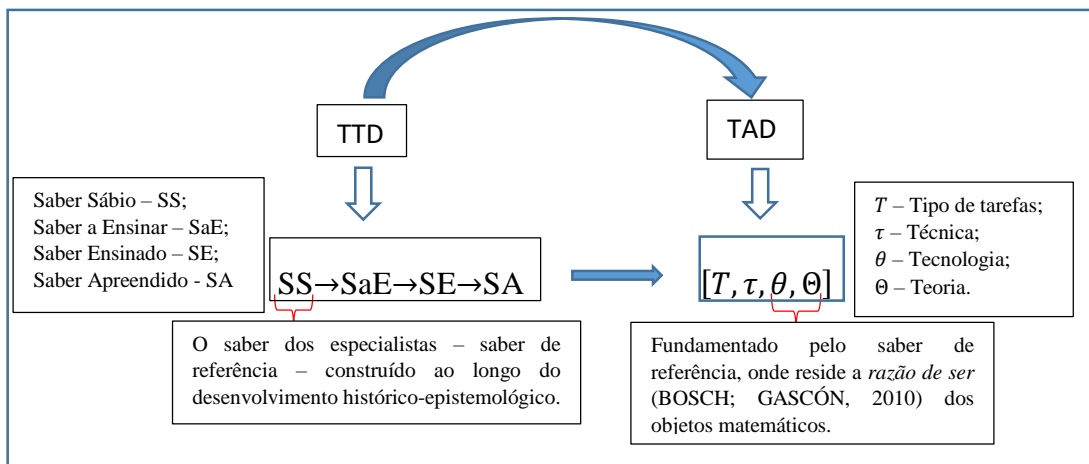 TTD
TAD
Saber Sábio – SS;
Saber a Ensinar – SaE;
Saber Ensinado – SE;
Saber Apreendido - SA
T – Tipo de tarefas;
τ – Técnica;
θ – Tecnologia;
Θ – Teoria.
SS→SaE→SE→SA
[T, τ, θ, Θ]
O saber dos especialistas – saber de
referência – construído ao longo do
desenvolvimento histórico-epistemológico.
Fundamentado pelo saber de
referência, onde reside a razão de ser
(BOSCH; GASCÓN, 2010) dos
objetos matemáticos.